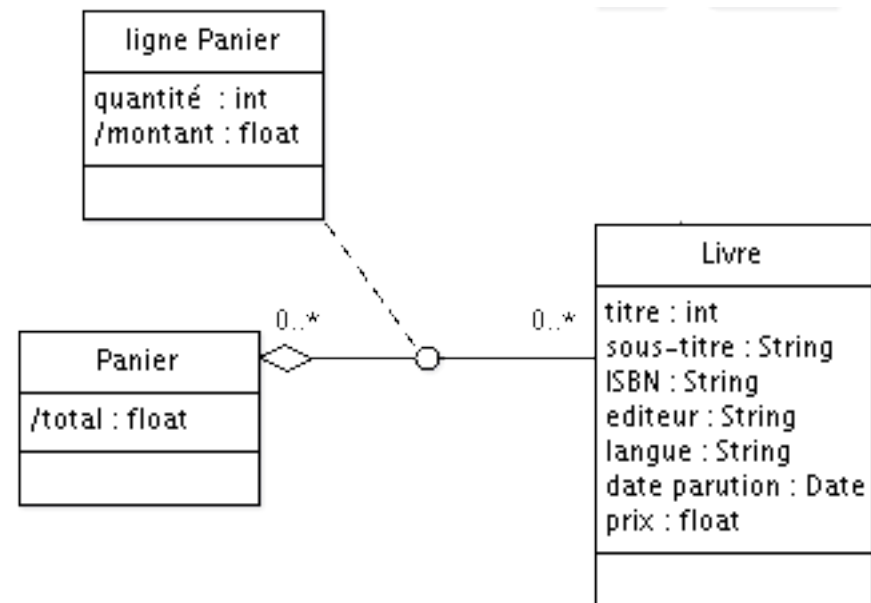 ligne Panier
quantité : int
/montant : float
0..*
0..*
Panier
/total : float
Livre
titre : int
sous-titre : String
ISBN : String
editeur : String
langue : String
date parution : Date
prix : float